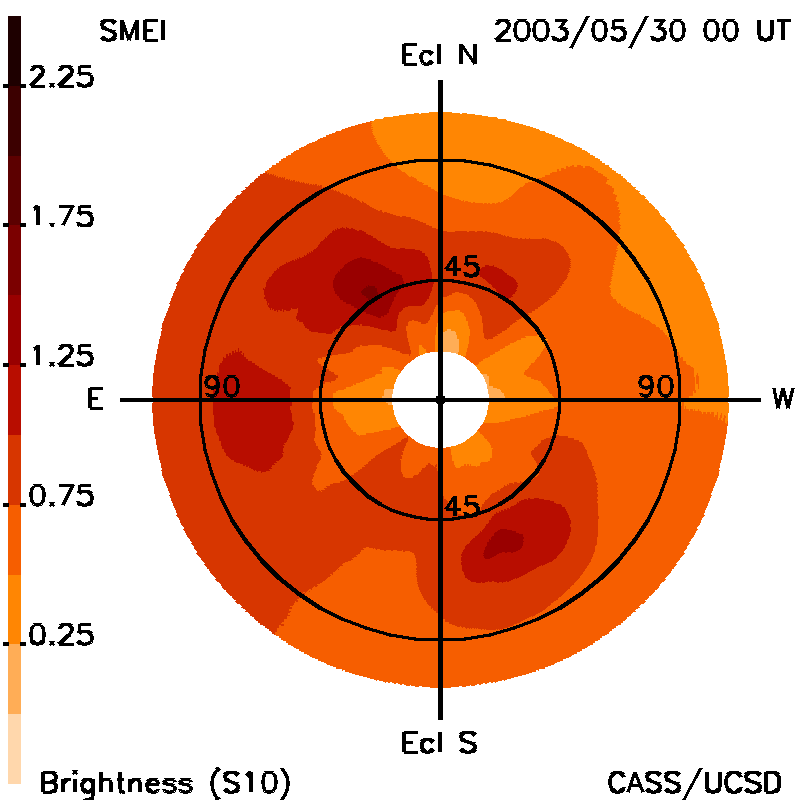 SMEI 2003/05/30 00 UT
Ecl N
2.25
1.75
45
1.25
E 90 90 W
0.75
45
0.25
Ecl S
Brightness (S10) CASS/UCSD